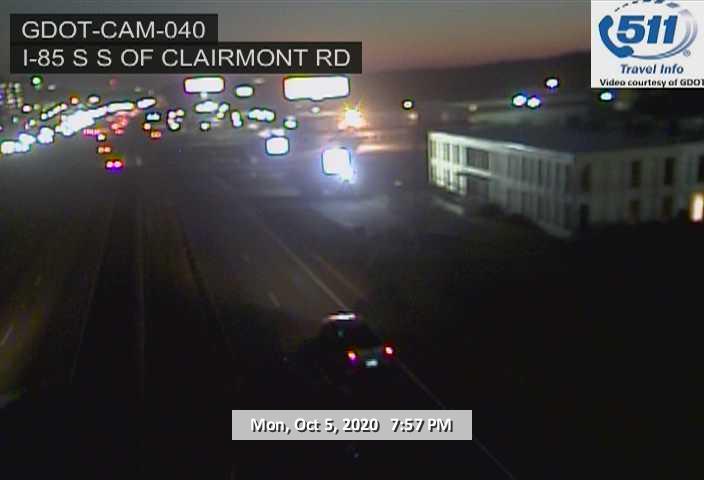 GDOT-CAM-040
I-85 S S OF CLAIRMONT RD
511
Travel Info
Video courtesy of GDOT
Mon, Oct 5, 2020 7:57 PM